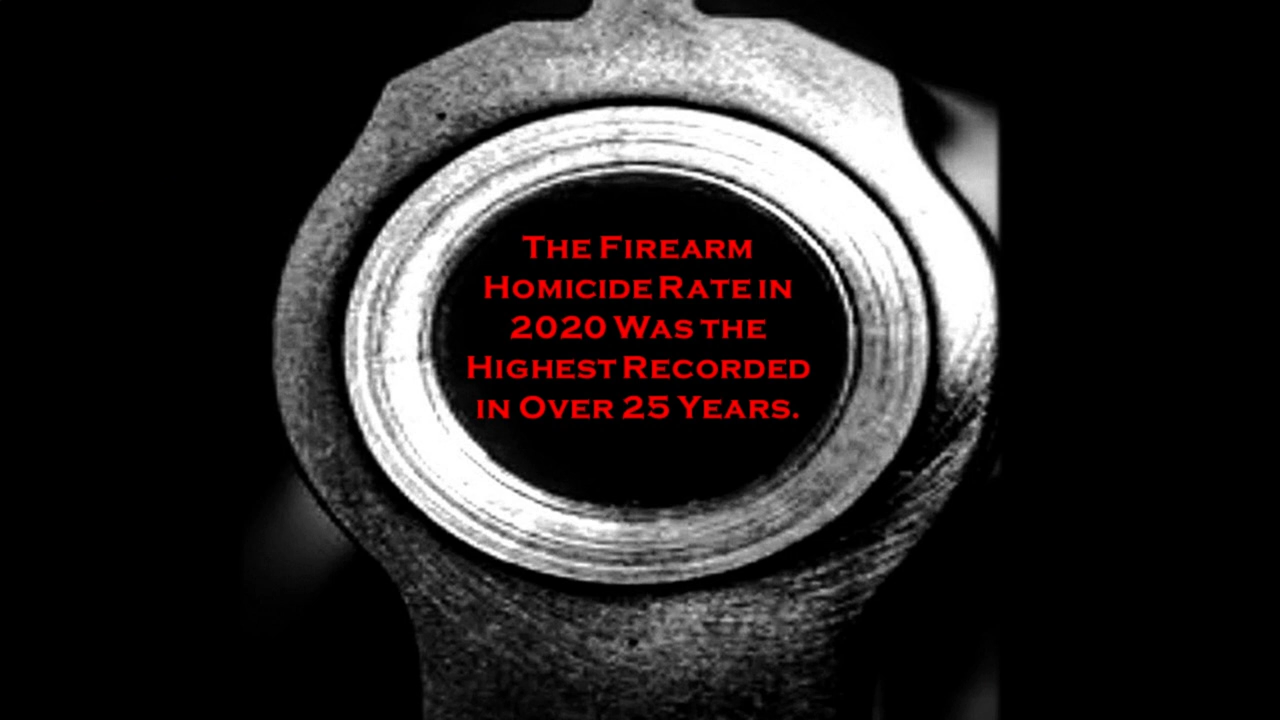 The Firearm
Homicide Rate in
2020 Was the
Highest Recorded
in Over 25 Years.